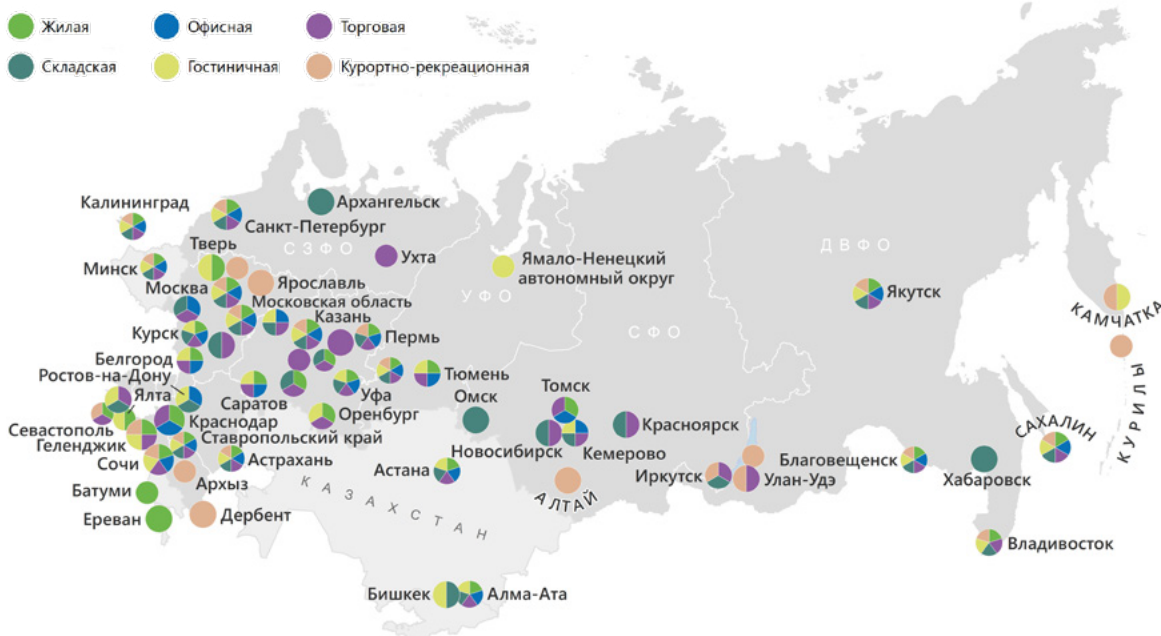 Жилая
Офисная
Торговая
Складская
Гостиничная
Курортно-рекреационная
Калининград
Архангельск
Санкт-Петербург
СЗФО
Тверь
Ухта
Ямало-Ненецкий
автономный округ
ДВФО
Минск
Ярославль
Якутск
Москва
Московская область
УФО
КАМЧАТКА
Казань
Курск
Пермь
СФО
Белгород
Ростов-на-Дону
Тюмень
Ялта
Саратов
Уфа
Омск
Томск
КУРИЛЫ
Оренбург
Краснодар
Красноярск
САХАЛИН
Севастополь
Геленджик
Ставропольский край
Новосибирск
Кемерово
Сочи
Астрахань
Астана
Благовещенск
Архыз
Иркутск
Улан-Удэ
Хабаровск
Батуми
АЛТАЙ
КАЗАХСТАН
Ереван
Дербент
Владивосток
Бишкек
Алма-Ата